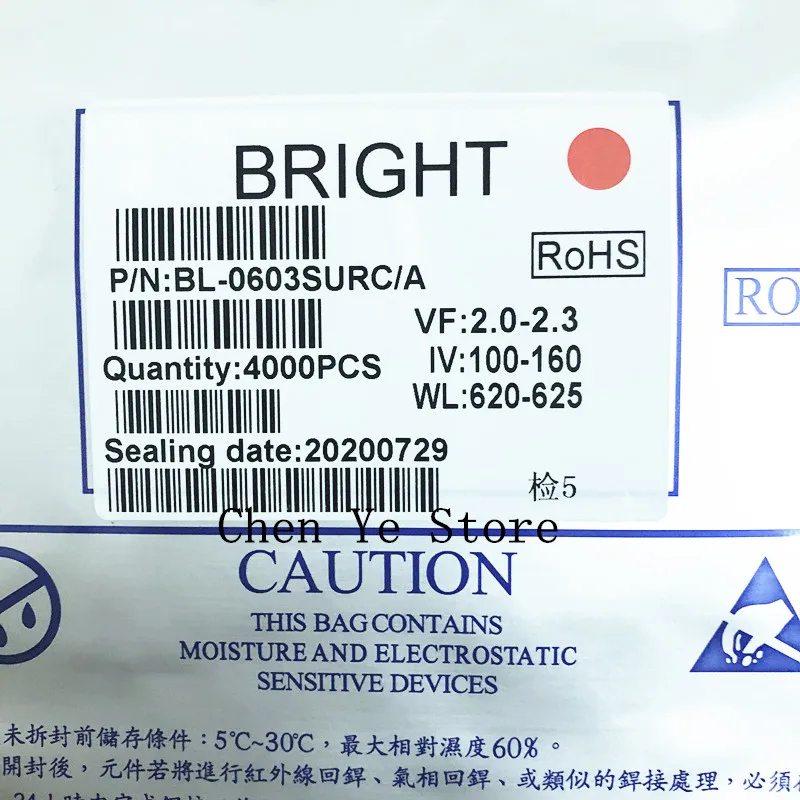 BRIGHT
P/N:BL-0603SURC/A
RoHS
RO
VF:2.0-2.3
Quantity:4000PCS
IV:100-160
WL:620-625
Sealing date:20200729
检5
Chen Ye Store
CAUTION
THIS BAG CONTAINS
MOISTURE AND ELECTROSTATIC
SENSITIVE DEVICES
未拆封前儲存條件：5℃~30℃，最大相對濕度60%。
開封後，元件若將進行紅外線回銲、氣相回銲、或類似的銲接處理，必須